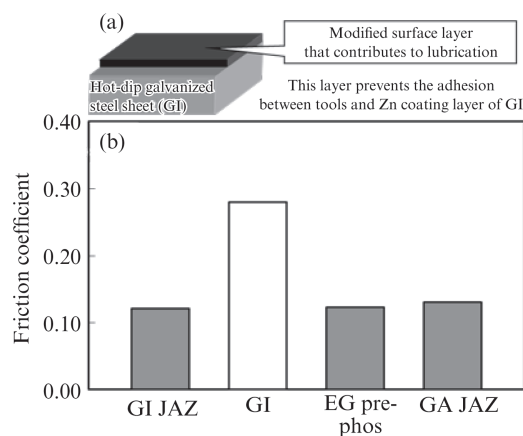 (a)
Modified surface layer
that contributes to lubrication
Hot-dip galvanized
steel sheet (GI)
This layer prevents the adhesion
between tools and Zn coating layer of GI
(b)
Friction coefficient
0.40
0.30
0.20
0.10
0.00
GI JAZ
GI
EG pre-
phos
GA JAZ